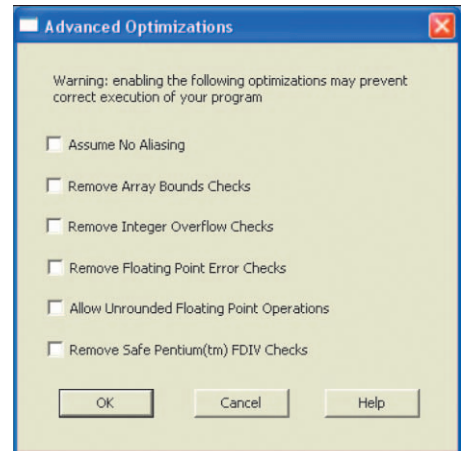 Advanced Optimizations
Warning: enabling the following optimizations may prevent
correct execution of your program
Assume No Aliasing
Remove Array Bounds Checks
Remove Integer Overflow Checks
Remove Floating Point Error Checks
Allow Unrounded Floating Point Operations
Remove Safe Pentium(tm) FDIV Checks
OK Cancel Help